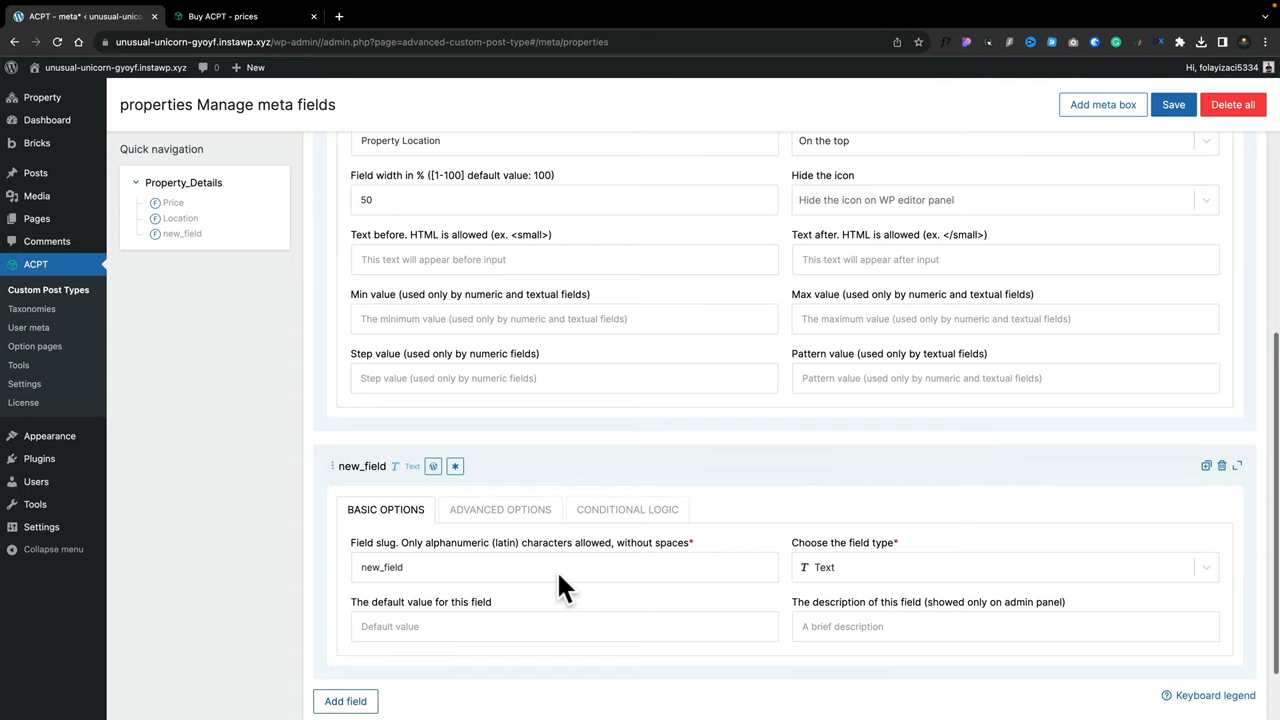 ACPT - meta* ‹ unusual-unico
Buy ACPT - prices
unusual-unicorn-gyoyf.instawp.xyz/wp-admin//admin.php?page=advanced-custom-post-type#/meta/properties
unusual-unicorn-gyoyf.instawp.xyz
0
New
Hi, folayizaci5334
Property
Dashboard
Bricks
Posts
Media
Pages
Comments
ACPT
Custom Post Types
Taxonomies
User meta
Option pages
Tools
Settings
License
Appearance
Plugins
Users
Tools
Settings
Collapse menu
properties Manage meta fields
Add meta box
Save
Delete all
Quick navigation
Property_Details
F Price
F Location
F new_field
Property Location
On the top
Field width in % ([1-100] default value: 100)
Hide the icon
50
Hide the icon on WP editor panel
Text before. HTML is allowed (ex. <small>)
Text after. HTML is allowed (ex. </small>)
This text will appear before input
This text will appear after input
Min value (used only by numeric and textual fields)
Max value (used only by numeric and textual fields)
The minimum value (used only by numeric and textual fields)
The maximum value (used only by numeric and textual fields)
Step value (used only by numeric fields)
Pattern value (used only by textual fields)
Step value (used only by numeric fields)
Pattern value (used only by numeric and textual fields)
new_field T Text
BASIC OPTIONS
ADVANCED OPTIONS
CONDITIONAL LOGIC
Field slug. Only alphanumeric (latin) characters allowed, without spaces*
Choose the field type*
new_field
T Text
The default value for this field
The description of this field (showed only on admin panel)
Default value
A brief description
Add field
Keyboard legend